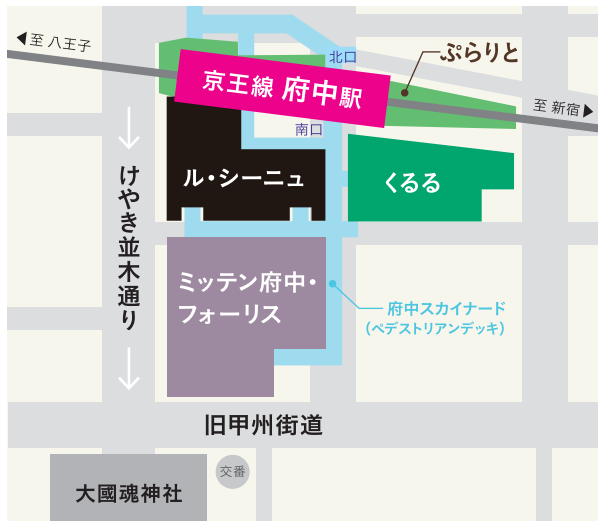 ◀至 八王子
北口
ぷらりと
京王線 府中駅
至 新宿▶
南口
ル・シーニュ
くるる
けやき並木通り
ミッテン府中・
フォーリス
府中スカイナード
(ペデストリアンデッキ)
旧甲州街道
交番
大國魂神社